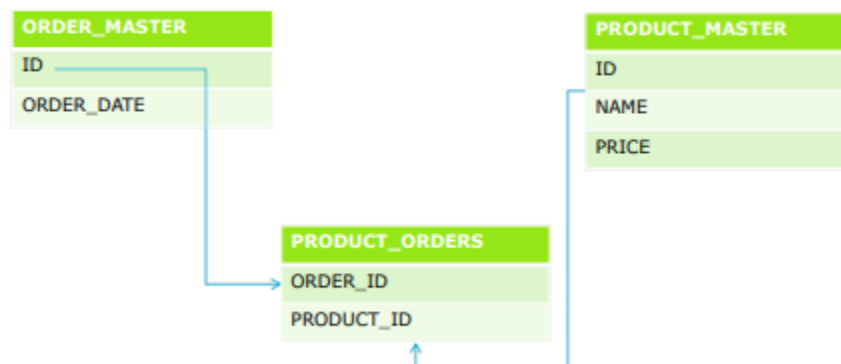 ORDER_MASTER
ID
ORDER_DATE
PRODUCT_MASTER
ID
NAME
PRICE
PRODUCT_ORDERS
ORDER_ID
PRODUCT_ID